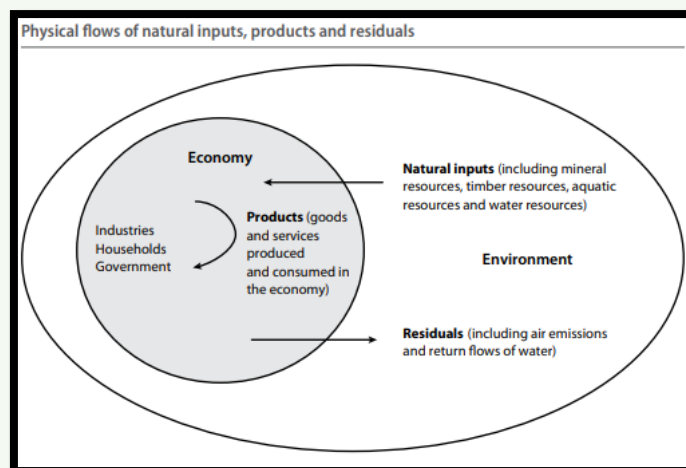 Physical flows of natural inputs, products and residuals
Economy
Natural inputs (including mineral
resources, timber resources, aquatic
resources and water resources)
Industries
Households
Government
Products (goods
and services
produced
and consumed in
the economy)
Environment
Residuals (including air emissions
and return flows of water)